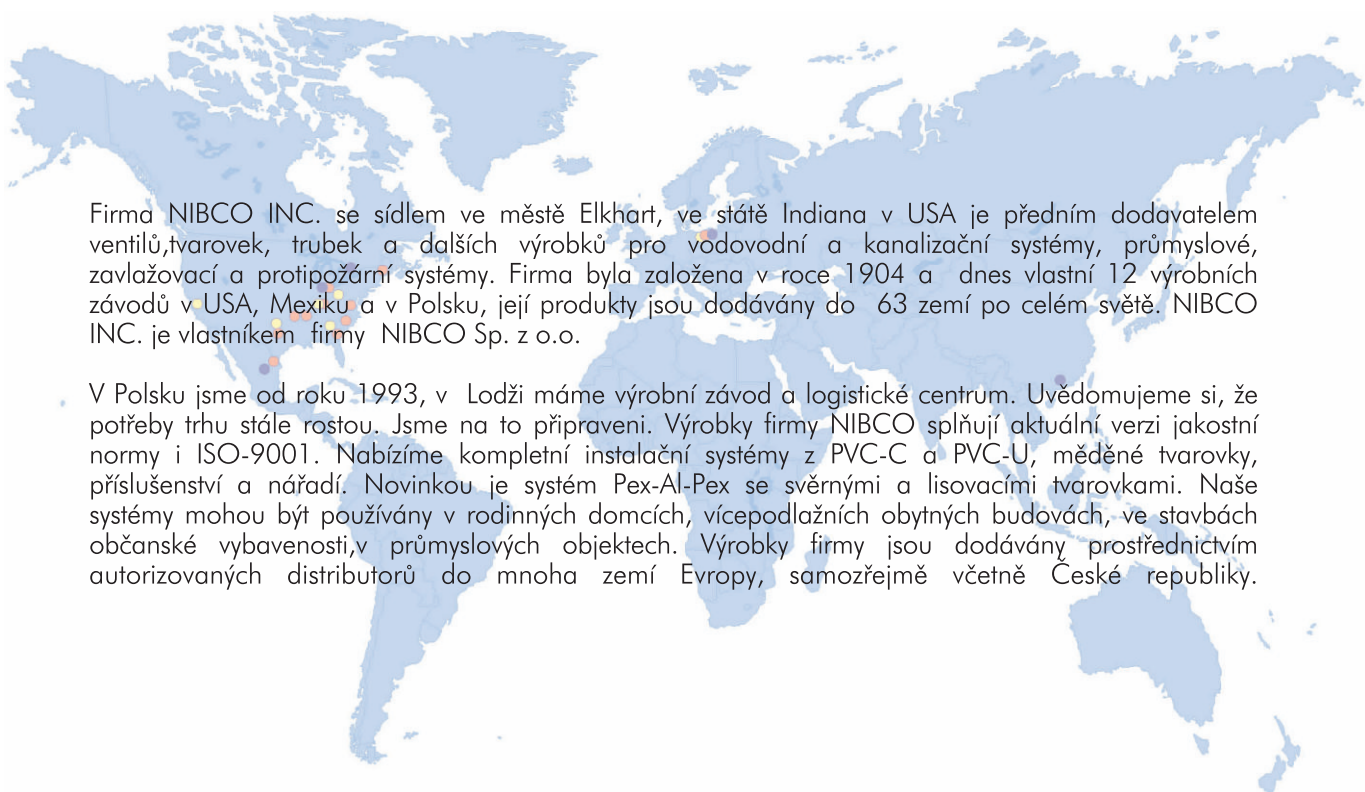 Firma NIBCO INC. se sídlem ve městě Elkhart, ve státě Indiana v USA je předním dodavatelem
ventilů,tvarovek, trubek a dalších výrobků pro vodovodní a kanalizační systémy, průmyslové,
zavlažovací a protipožární systémy. Firma byla založena v roce 1904 a dnes vlastní 12 výrobních
závodů v USA, Mexiku a v Polsku, její produkty jsou dodávány do 63 zemí po celém světě. NIBCO
INC. je vlastníkem firmy NIBCO Sp. z o.o.
V Polsku jsme od roku 1993, v Lodži máme výrobní závod a logistické centrum. Uvědomujeme si, že
potřeby trhu stále rostou. Jsme na to připraveni. Výrobky firmy NIBCO splňují aktuální verzi jakostní
normy i ISO-9001. Nabízíme kompletní instalační systémy z PVC-C a PVC-U, měděné tvarovky,
příslušenství a nářadí. Novinkou je systém Pex-Al-Pex se svěrnými a lisovacími tvarovkami. Naše
systémy mohou být používány v rodinných domcích, vícepodlažních obytných budovách, ve stavbách
občanské vybavenosti,v průmyslových objektech. Výrobky firmy jsou dodávány prostřednictvím
autorizovaných distributorů do mnoha zemí Evropy, samozřejmě včetně České republiky.